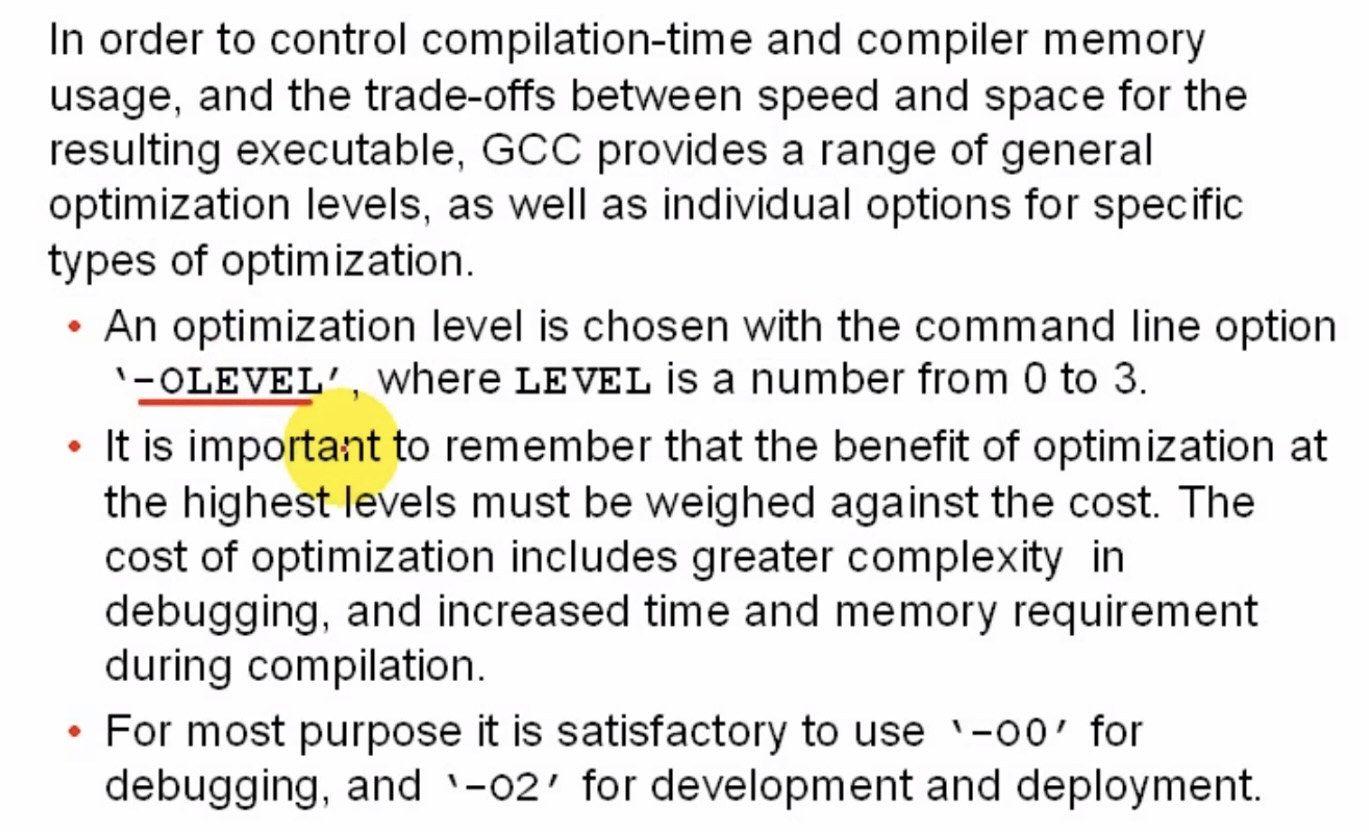 In order to control compilation-time and compiler memory
usage, and the trade-offs between speed and space for the
resulting executable, GCC provides a range of general
optimization levels, as well as individual options for specific
types of optimization.
• An optimization level is chosen with the command line option
‵-OLEVEL′, where LEVEL is a number from 0 to 3.
• It is important to remember that the benefit of optimization at
the highest levels must be weighed against the cost. The
cost of optimization includes greater complexity in
debugging, and increased time and memory requirement
during compilation.
• For most purpose it is satisfactory to use ‵-O0′ for
debugging, and ‵-O2′ for development and deployment.